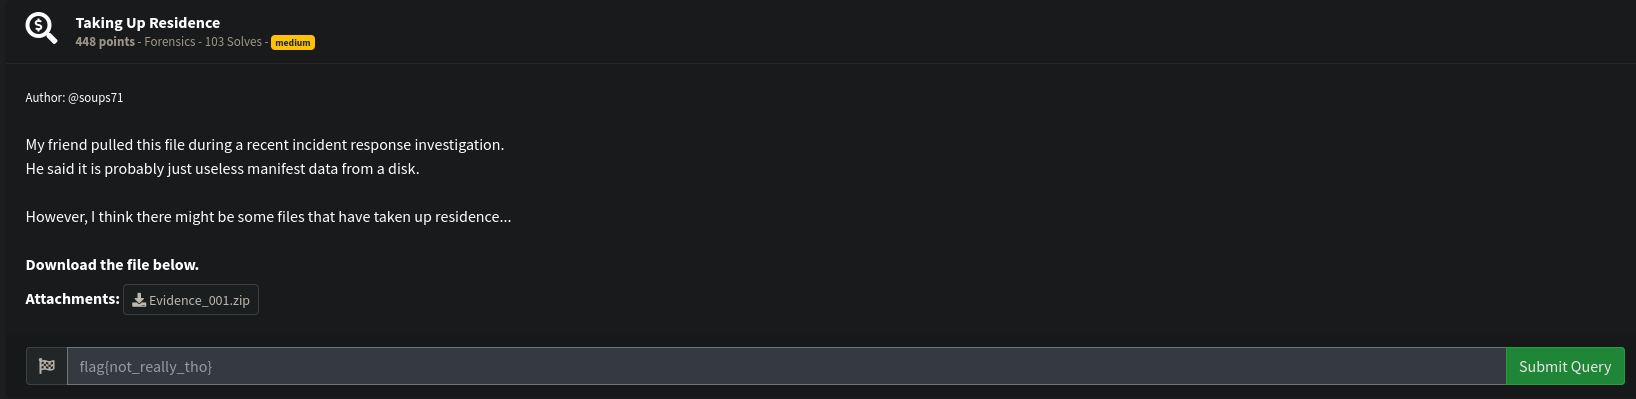 Taking Up Residence
448 points - Forensics - 103 Solves - medium
Author: @soups71
My friend pulled this file during a recent incident response investigation.
He said it is probably just useless manifest data from a disk.
However, I think there might be some files that have taken up residence...
Download the file below.
Attachments: Evidence_001.zip
flag{not_really_tho} Submit Query